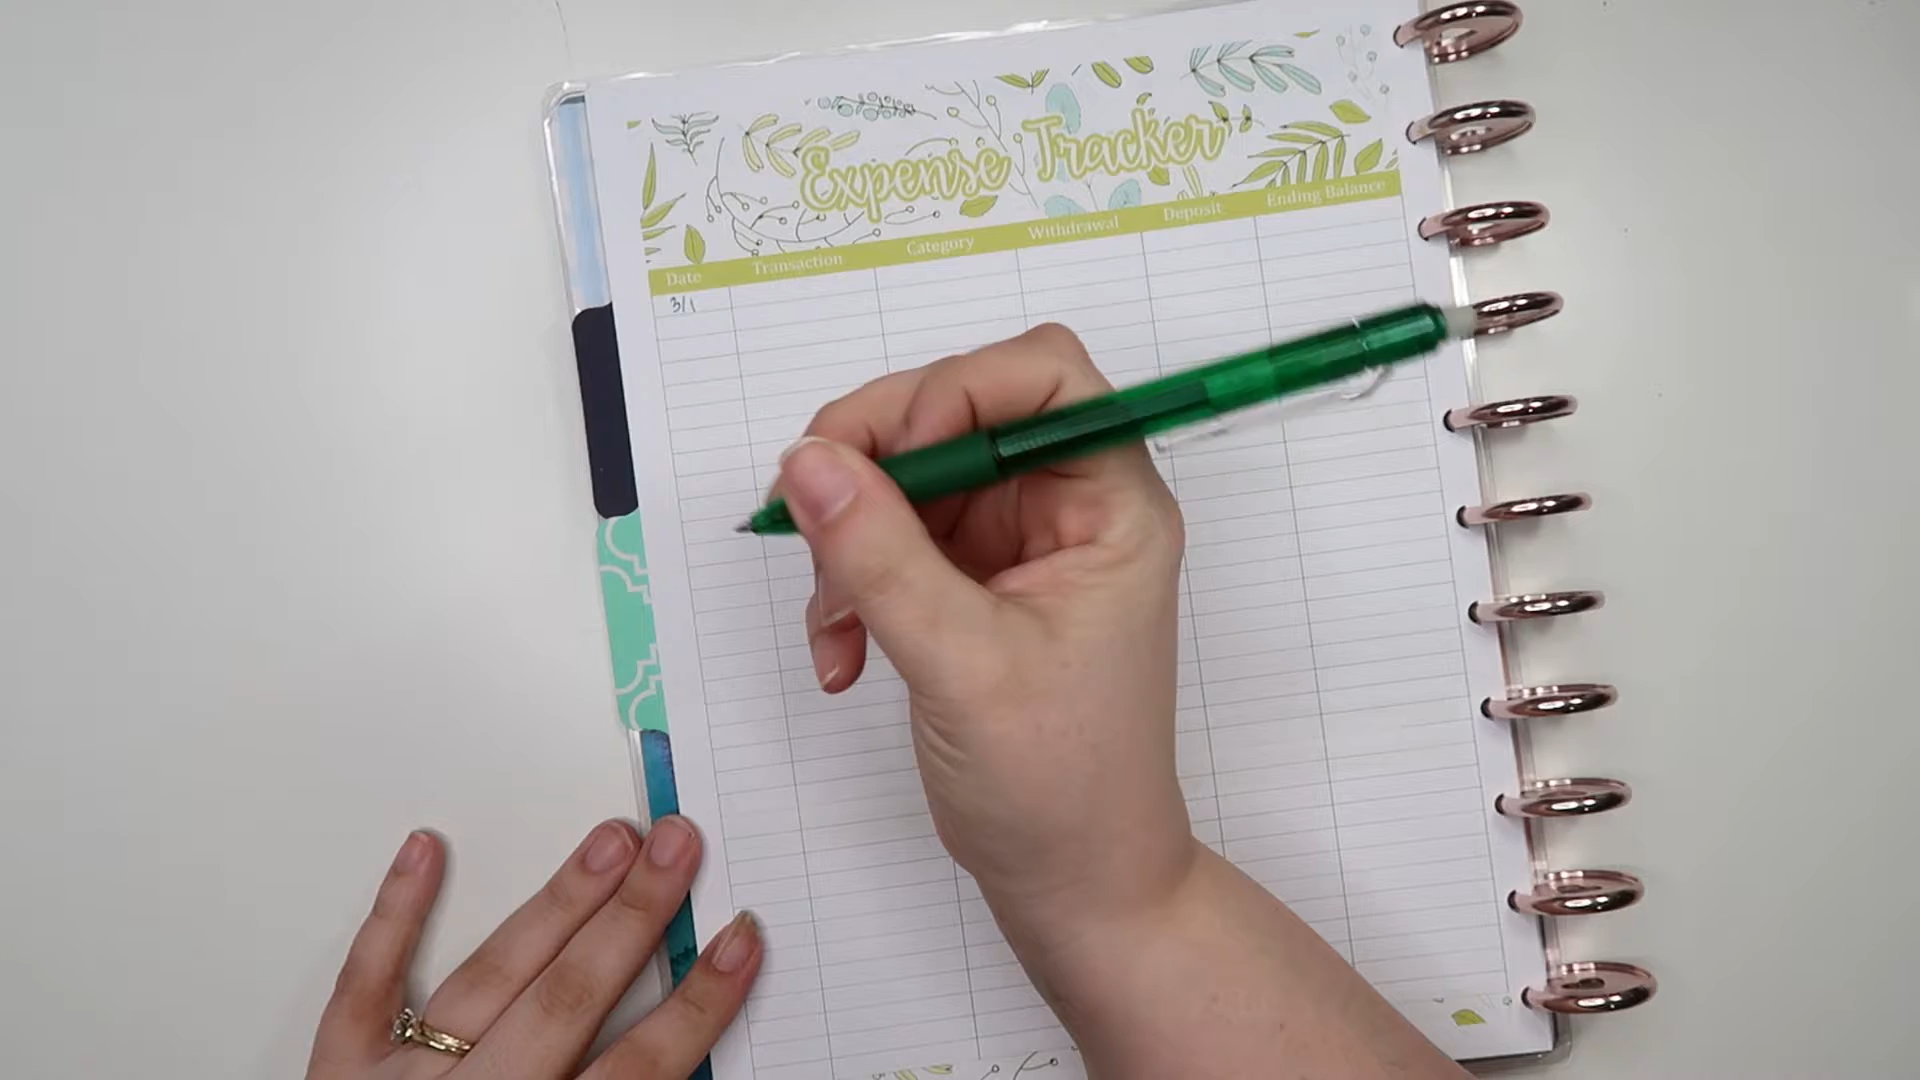 Expense Tracker
Date Transaction Category Withdrawal Deposit Ending Balance
3/1